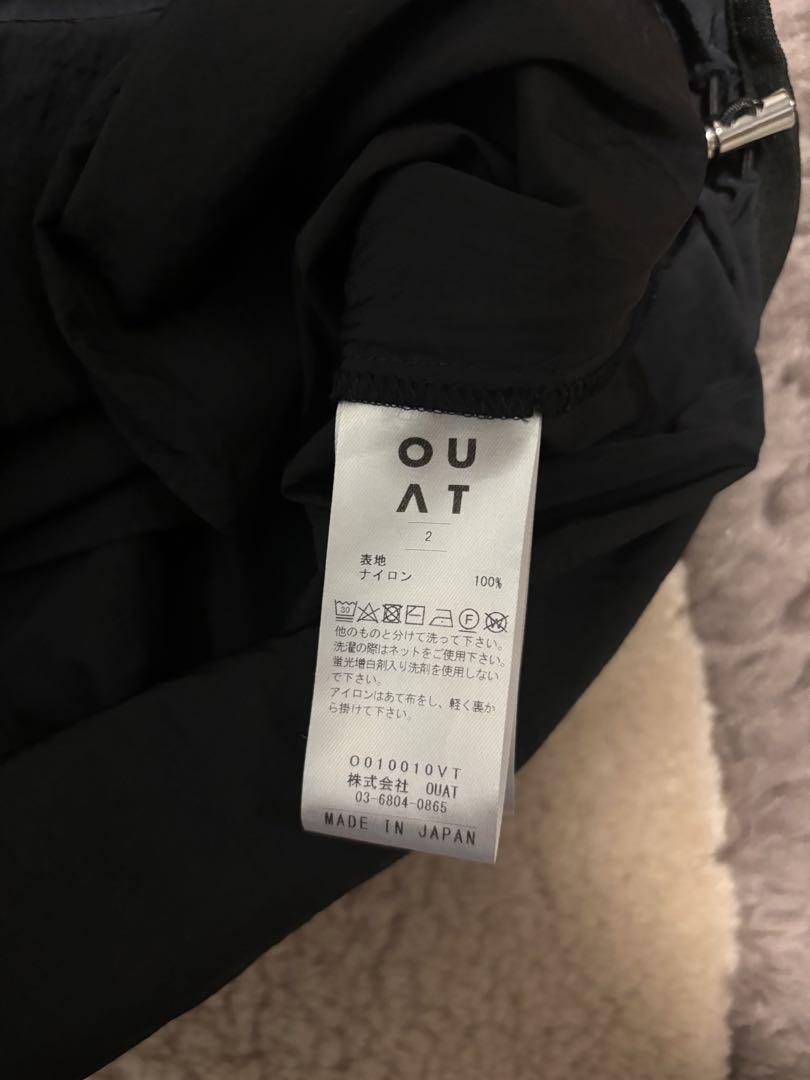 OU
AT
2
表地
ナイロン 100%
30
F
W
他のものと分けて洗って下さい。
洗濯の際はネットをご使用下さい。
蛍光増白剤入り洗剤を使用しない
で下さい。
アイロンはあて布をし、軽く裏か
ら掛けて下さい。
O010010VT
株式会社 OUAT
03-6804-0865
MADE IN JAPAN